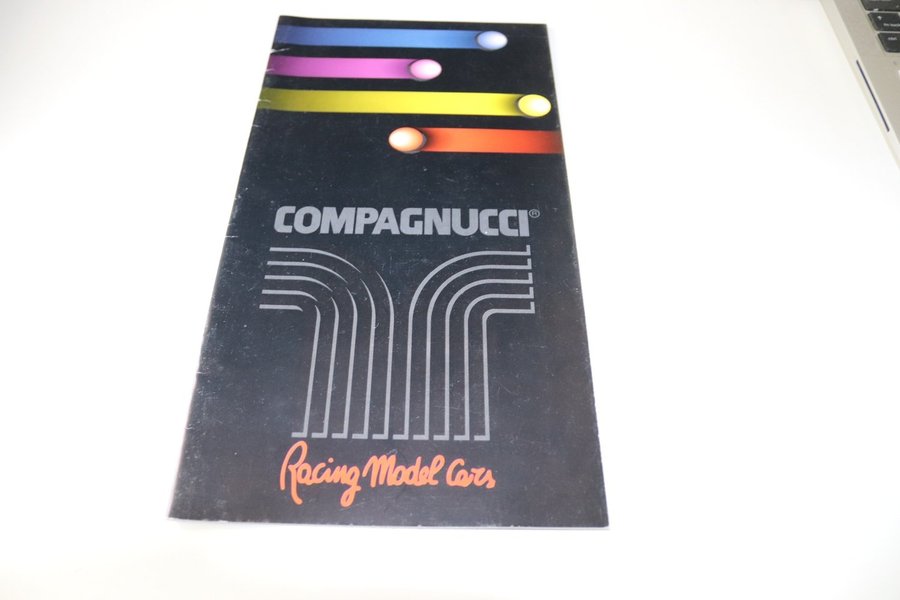 COMPAGNUCCI®
Racing Model Cars